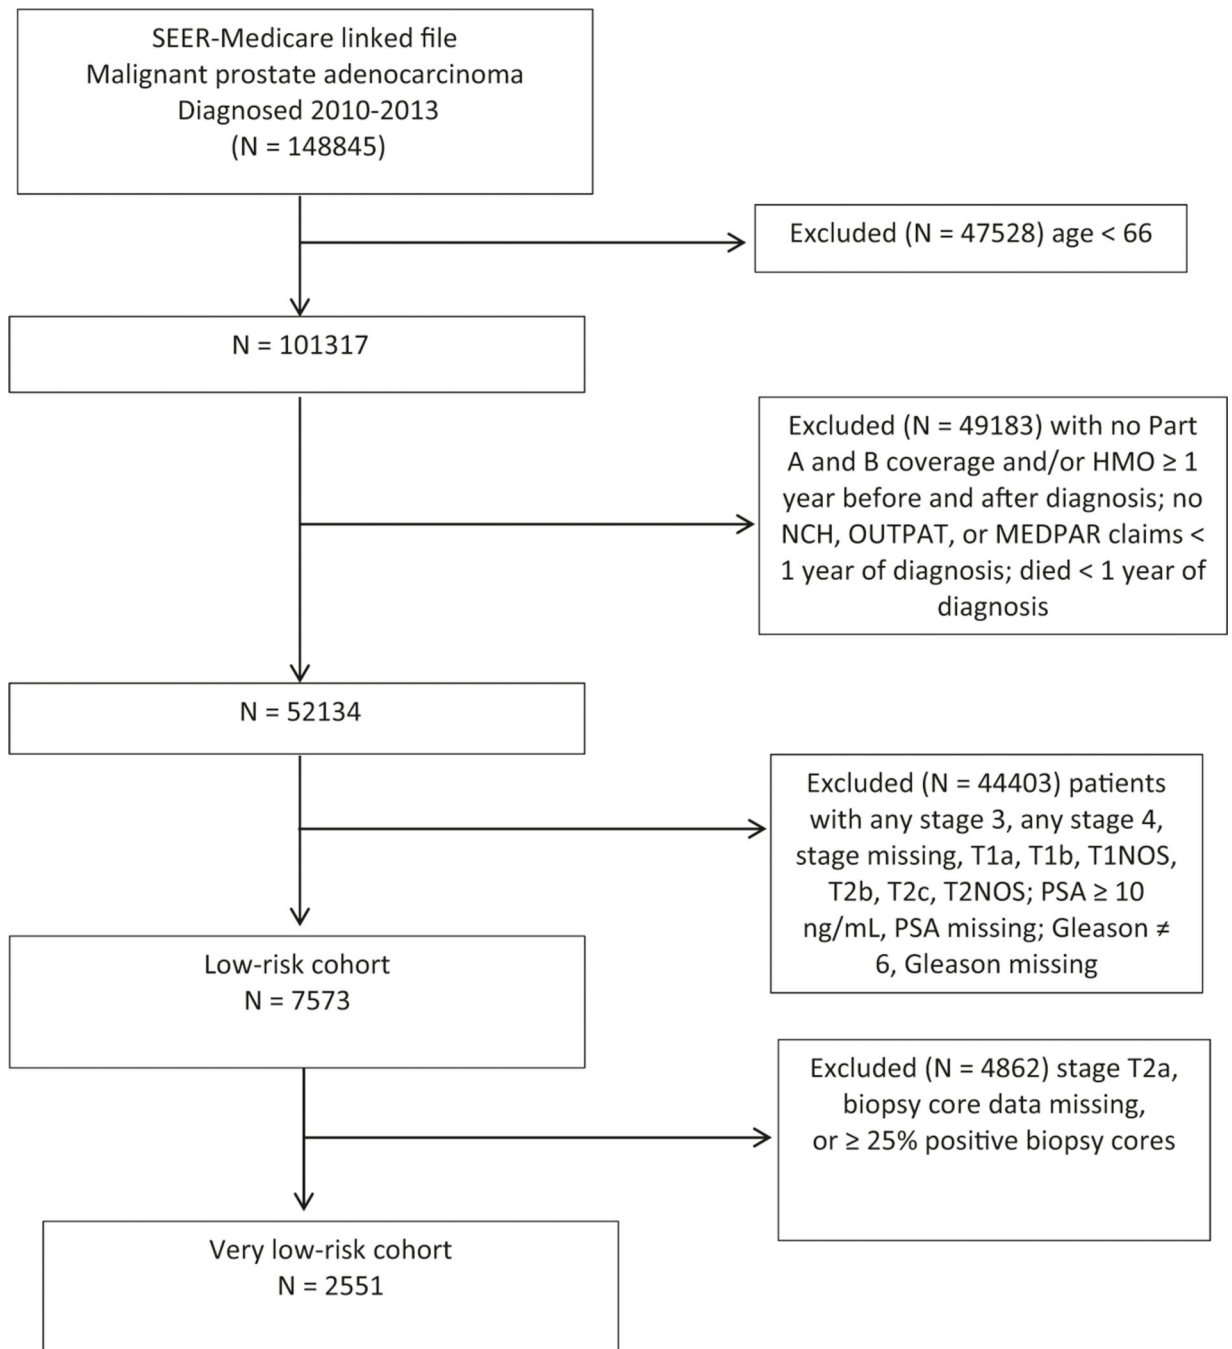 SEER-Medicare linked file
Malignant prostate adenocarcinoma
Diagnosed 2010-2013
(N = 148845)
Excluded (N = 47528) age < 66
N = 101317
Excluded (N = 49183) with no Part
A and B coverage and/or HMO ≥ 1
year before and after diagnosis; no
NCH, OUTPAT, or MEDPAR claims <
1 year of diagnosis; died < 1 year of
diagnosis
N = 52134
Excluded (N = 44403) patients
with any stage 3, any stage 4,
stage missing, T1a, T1b, T1NOS,
T2b, T2c, T2NOS; PSA ≥ 10
ng/mL, PSA missing; Gleason ≠
6, Gleason missing
Low-risk cohort
N = 7573
Excluded (N = 4862) stage T2a,
biopsy core data missing,
or ≥ 25% positive biopsy cores
Very low-risk cohort
N = 2551